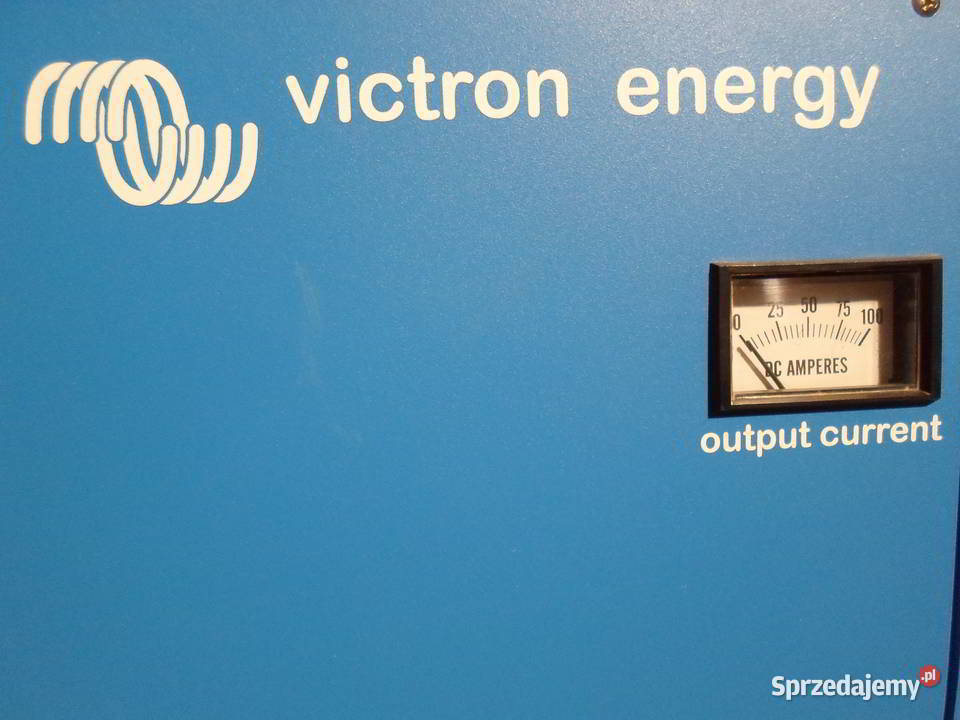 victron energy
0 25 50 75 100
DC AMPERES
output current
Sprzedajemy.pl